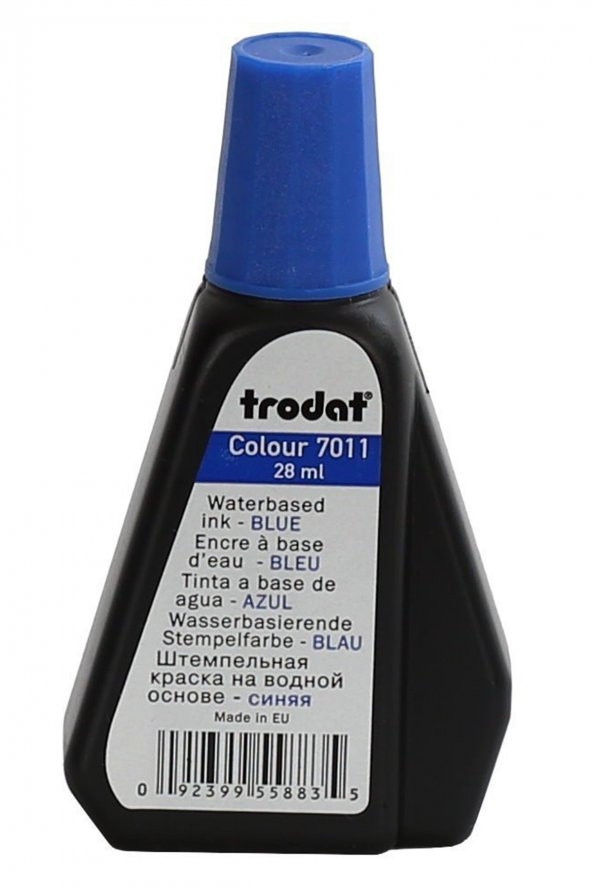 trodat®
Colour 7011
28 ml
Waterbased
ink - BLUE
Encre à base
d'eau - BLEU
Tinta a base de
agua - AZUL
Wasserbasierende
Stempelfarbe - BLAU
Штемпельная
краска на водной
основе - синяя
Made in EU
0 92399 55883 5